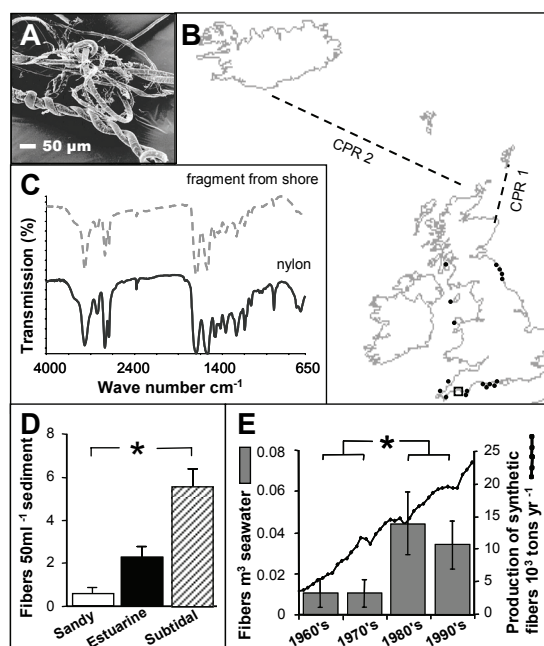 A
50 µm
B
CPR 2
CPR 1
C
fragment from shore
nylon
Transmission (%)
4000 2400 1400 650
Wave number cm-1
D
*
Fibers 50ml -1 sediment
8
6
4
2
0
Sandy
Estuarine
Subtidal
E
*
Fibers m3 seawater
0.08
0.06
0.04
0.02
0
1960's
1970's
1980's
1990's
25
20
15
10
5
0
Production of synthetic
fibers 103 tons yr -1